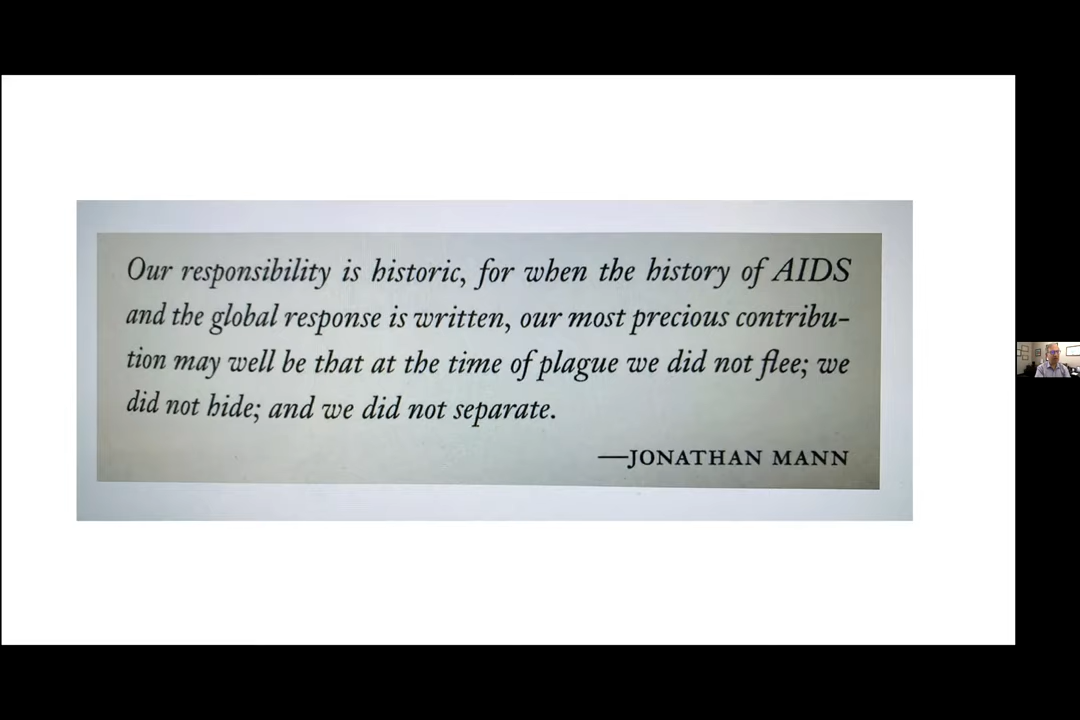 Our responsibility is historic, for when the history of AIDS
and the global response is written, our most precious contribu-
tion may well be that at the time of plague we did not flee; we
did not hide; and we did not separate.
—JONATHAN MANN